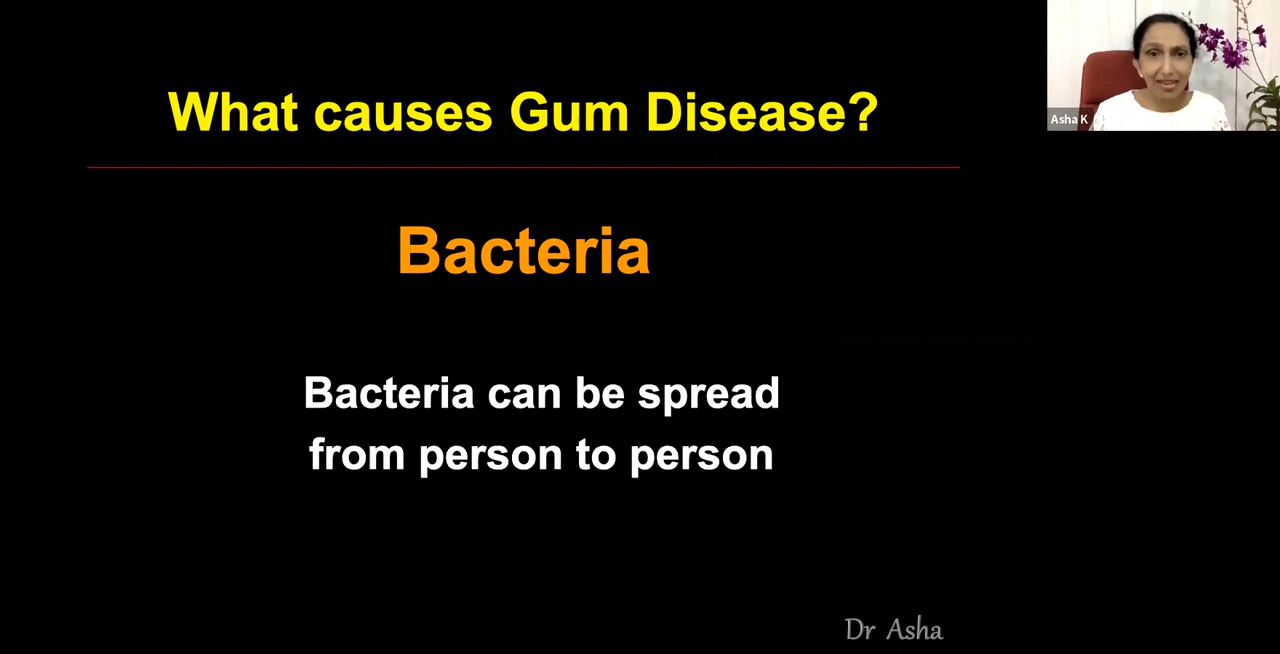 What causes Gum Disease?
Asha K
Bacteria
Bacteria can be spread
from person to person
Dr Asha